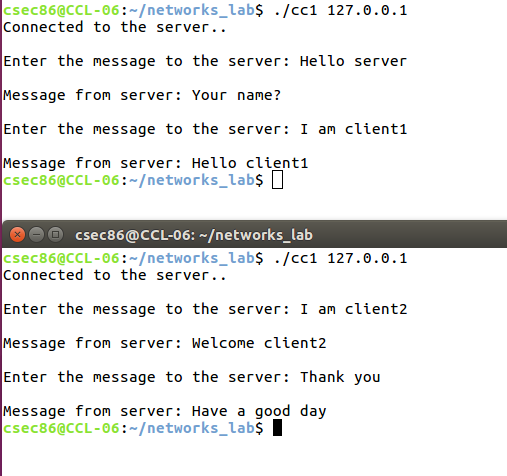 csec86@CCL-06:~/networks_lab$ ./cc1 127.0.0.1
Connected to the server..
Enter the message to the server: Hello server
Message from server: Your name?
Enter the message to the server: I am client1
Message from server: Hello client1
csec86@CCL-06:~/networks_lab$
csec86@CCL-06: ~/networks_lab
csec86@CCL-06:~/networks_lab$ ./cc1 127.0.0.1
Connected to the server..
Enter the message to the server: I am client2
Message from server: Welcome client2
Enter the message to the server: Thank you
Message from server: Have a good day
csec86@CCL-06:~/networks_lab$